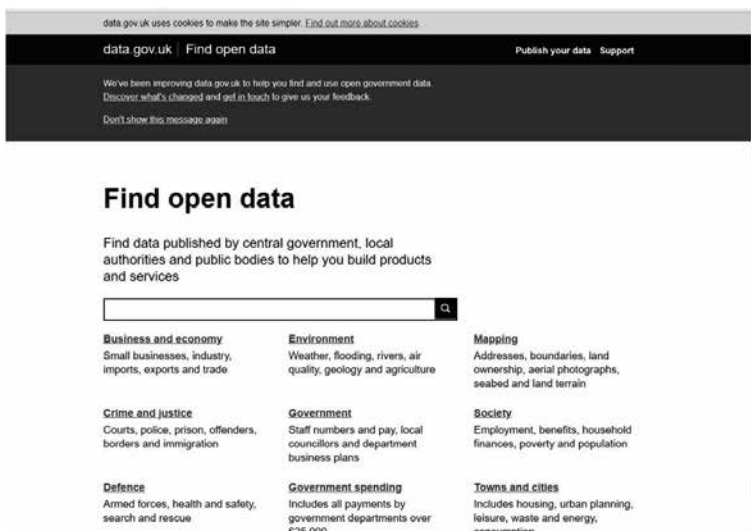 data.gov.uk uses cookies to make the site simpler. Find out more about cookies
data.gov.uk | Find open data
Publish your data Support
We've been improving data.gov.uk to help you find and use open government data.
Discover what's changed and get in touch to give us your feedback.
Don't show this message again
Find open data
Find data published by central government, local
authorities and public bodies to help you build products
and services
Business and economy
Small businesses, industry,
imports, exports and trade
Environment
Weather, flooding, rivers, air
quality, geology and agriculture
Mapping
Addresses, boundaries, land
ownership, aerial photographs,
seabed and land terrain
Crime and justice
Courts, police, prison, offenders,
borders and immigration
Government
Staff numbers and pay, local
councillors and department
business plans
Society
Employment, benefits, household
finances, poverty and population
Defence
Armed forces, health and safety,
search and rescue
Government spending
Includes all payments by
government departments over
£25,000
Towns and cities
Includes housing, urban planning,
leisure, waste and energy,
consumption